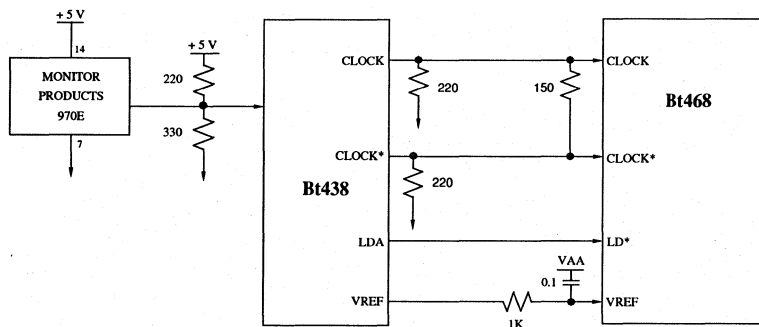 + 5 V
14
MONITOR
PRODUCTS
970E
7
+ 5 V
220
330
Bt438
CLOCK
CLOCK*
LDA
VREF
220
150
220
VAA
0.1
1K
Bt468
CLOCK
CLOCK*
LD*
VREF